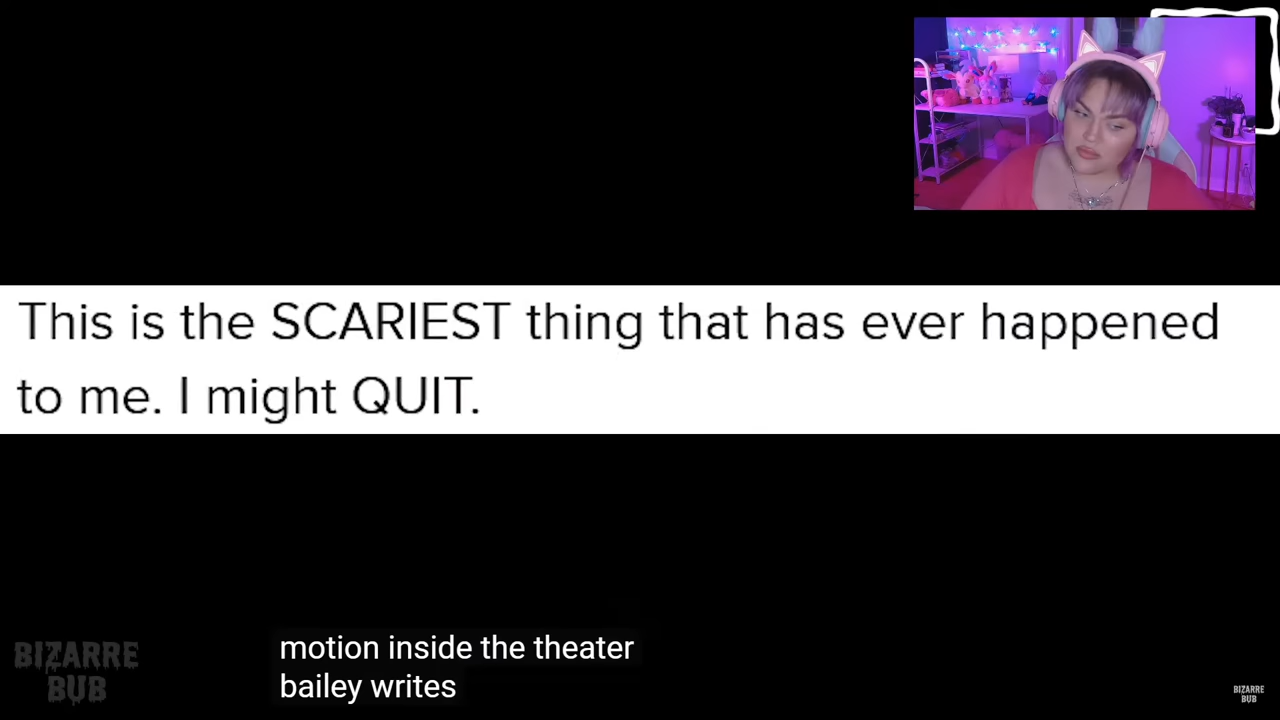 This is the SCARIEST thing that has ever happened
to me. I might QUIT.
motion inside the theater
bailey writes
BIZARRE
BUB
BIZARRE
BUB